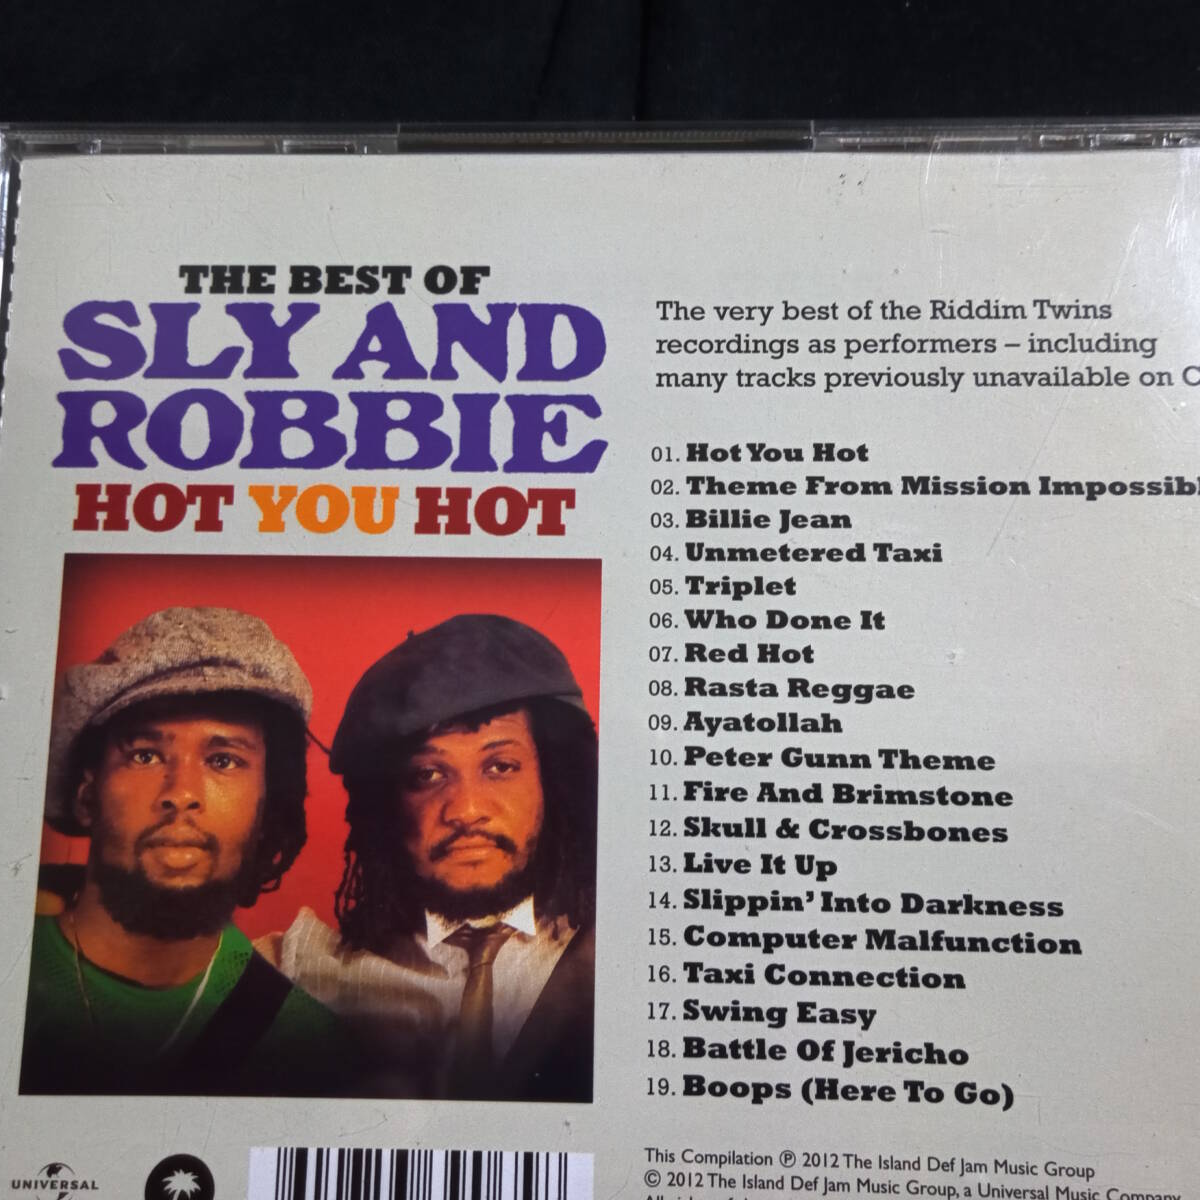 THE BEST OF
SLY AND
ROBBIE
HOT YOU HOT
The very best of the Riddim Twins
recordings as performers – including
many tracks previously unavailable on C
01. Hot You Hot
02. Theme From Mission Impossibl
03. Billie Jean
04. Unmetered Taxi
05. Triplet
06. Who Done It
07. Red Hot
08. Rasta Reggae
09. Ayatollah
10. Peter Gunn Theme
11. Fire And Brimstone
12. Skull & Crossbones
13. Live It Up
14. Slippin' Into Darkness
15. Computer Malfunction
16. Taxi Connection
17. Swing Easy
18. Battle Of Jericho
19. Boops (Here To Go)
UNIVERSAL
This Compilation ℗ 2012 The Island Def Jam Music Group
© 2012 The Island Def Jam Music Group, a Universal Music Company